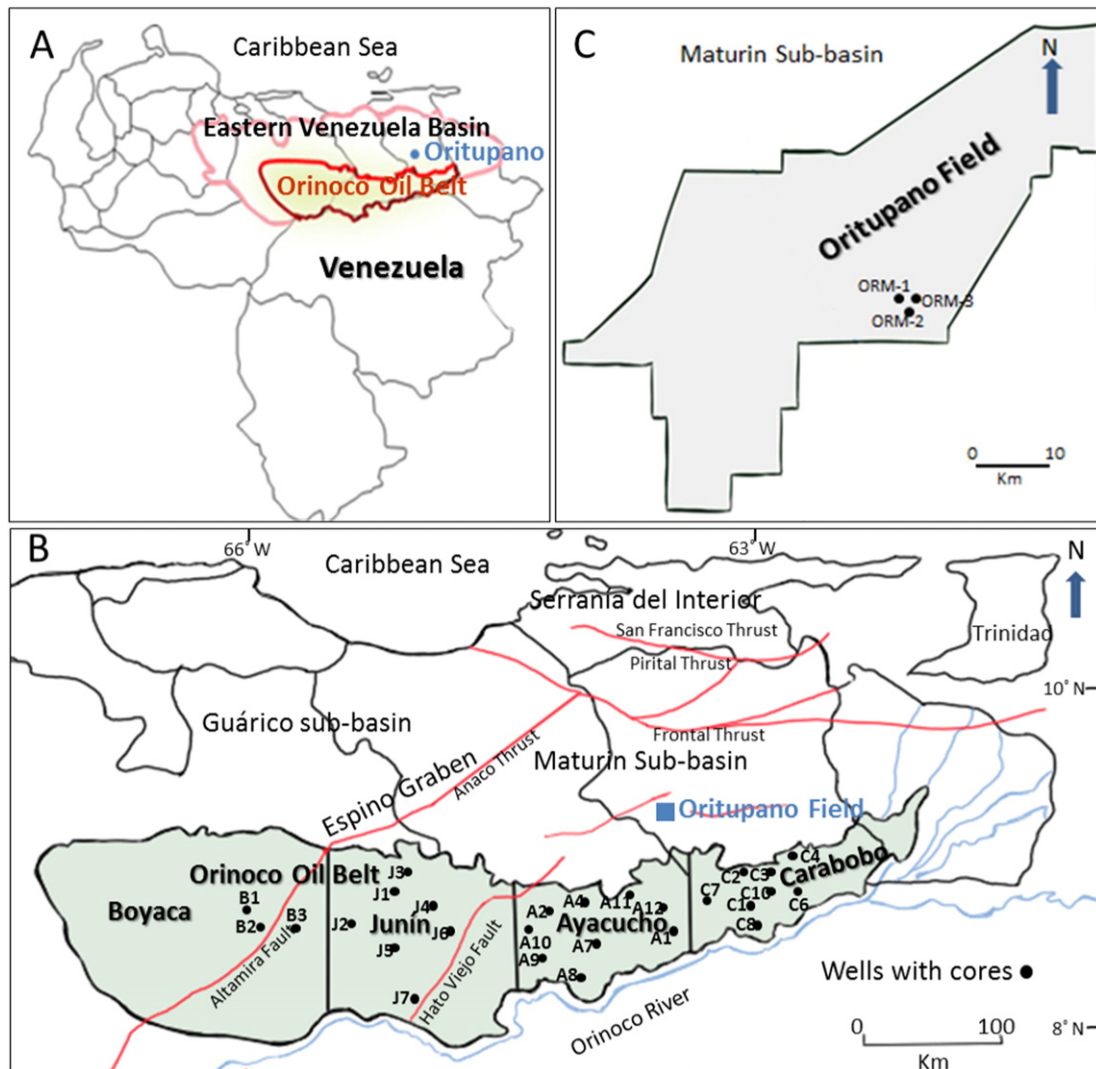 A
Caribbean Sea
Eastern Venezuela Basin
Oritupano
Orinoco Oil Belt
Venezuela
C
Maturin Sub-basin
N
Oritupano Field
ORM-1
ORM-3
ORM-2
0 10
Km
B
66°W
63°W
Caribbean Sea
N
Serranía del Interior
San Francisco Thrust
Trinidad
Pirital Thrust
10°N
Guárico sub-basin
Frontal Thrust
Espino Graben
Anaco Thrust
Maturin Sub-basin
Oritupano Field
Orinoco Oil Belt
Boyaca
B1
B2
B3
Altamira Fault
J3
J1
J4
J2
Junín
J6
J5
J7
Hato Viejo Fault
A11
A4
A2
A12
Ayacucho
A10
A7
A1
A9
A8
C4
C2
C3
Carabobo
C7
C10
C1
C6
C8
Orinoco River
Wells with cores
0 100
Km
8°N